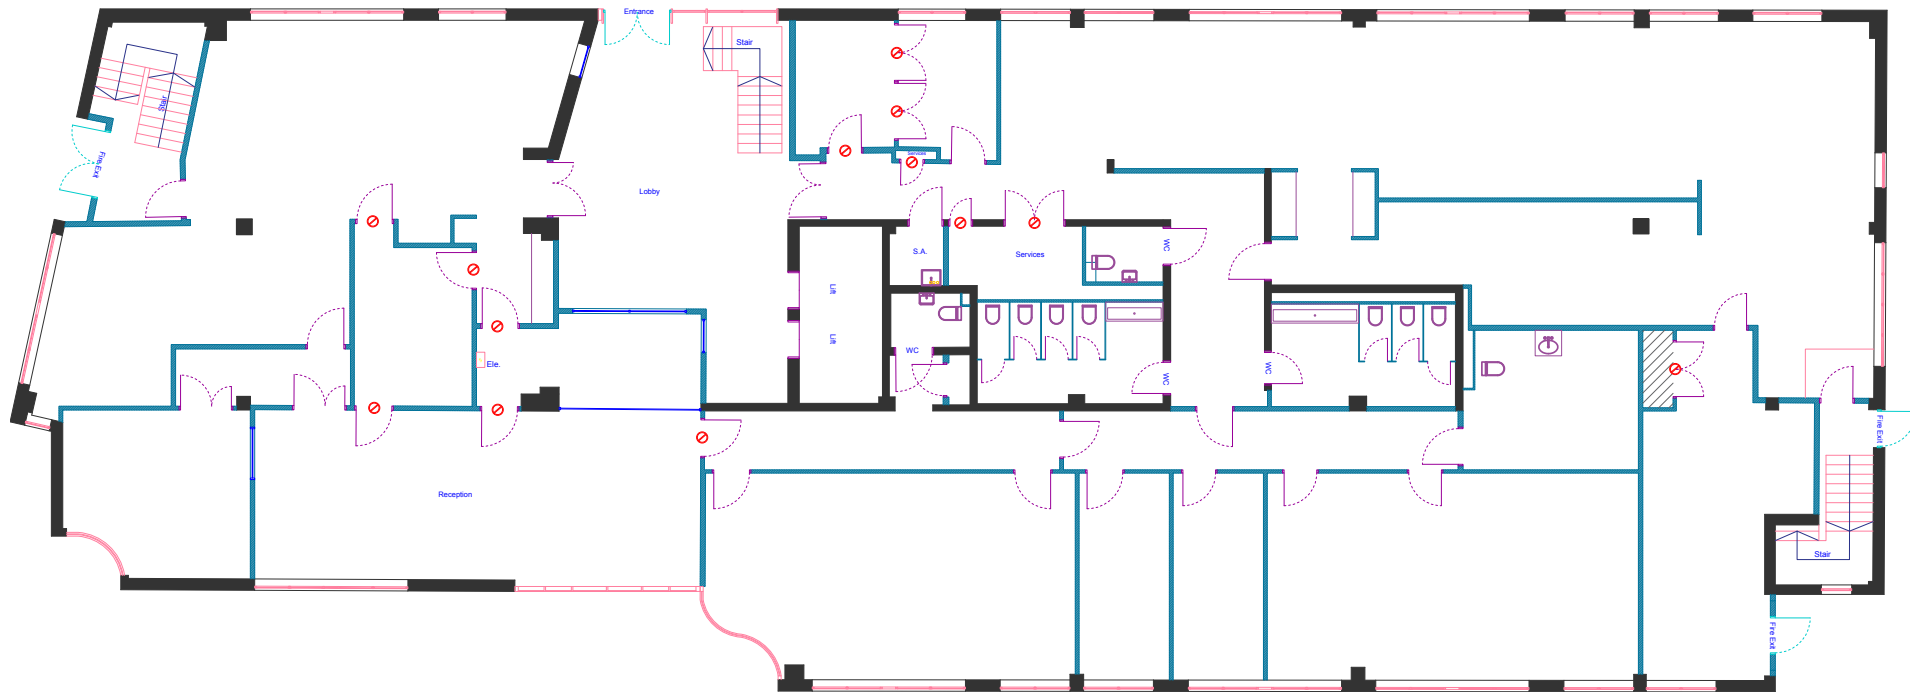 Entrance
Stair
Stair
Fire Exit
Services
Lobby
S.A.
Services
WC
Lift
Lift
WC
Ele.
WC
WC
Reception
Fire Exit
Stair
Fire Exit